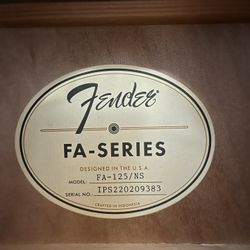 Fender
FA-SERIES
DESIGNED IN THE U.S.A.
MODEL: FA-125/NS
SERIAL NO. IPS220209383
CRAFTED IN INDONESIA